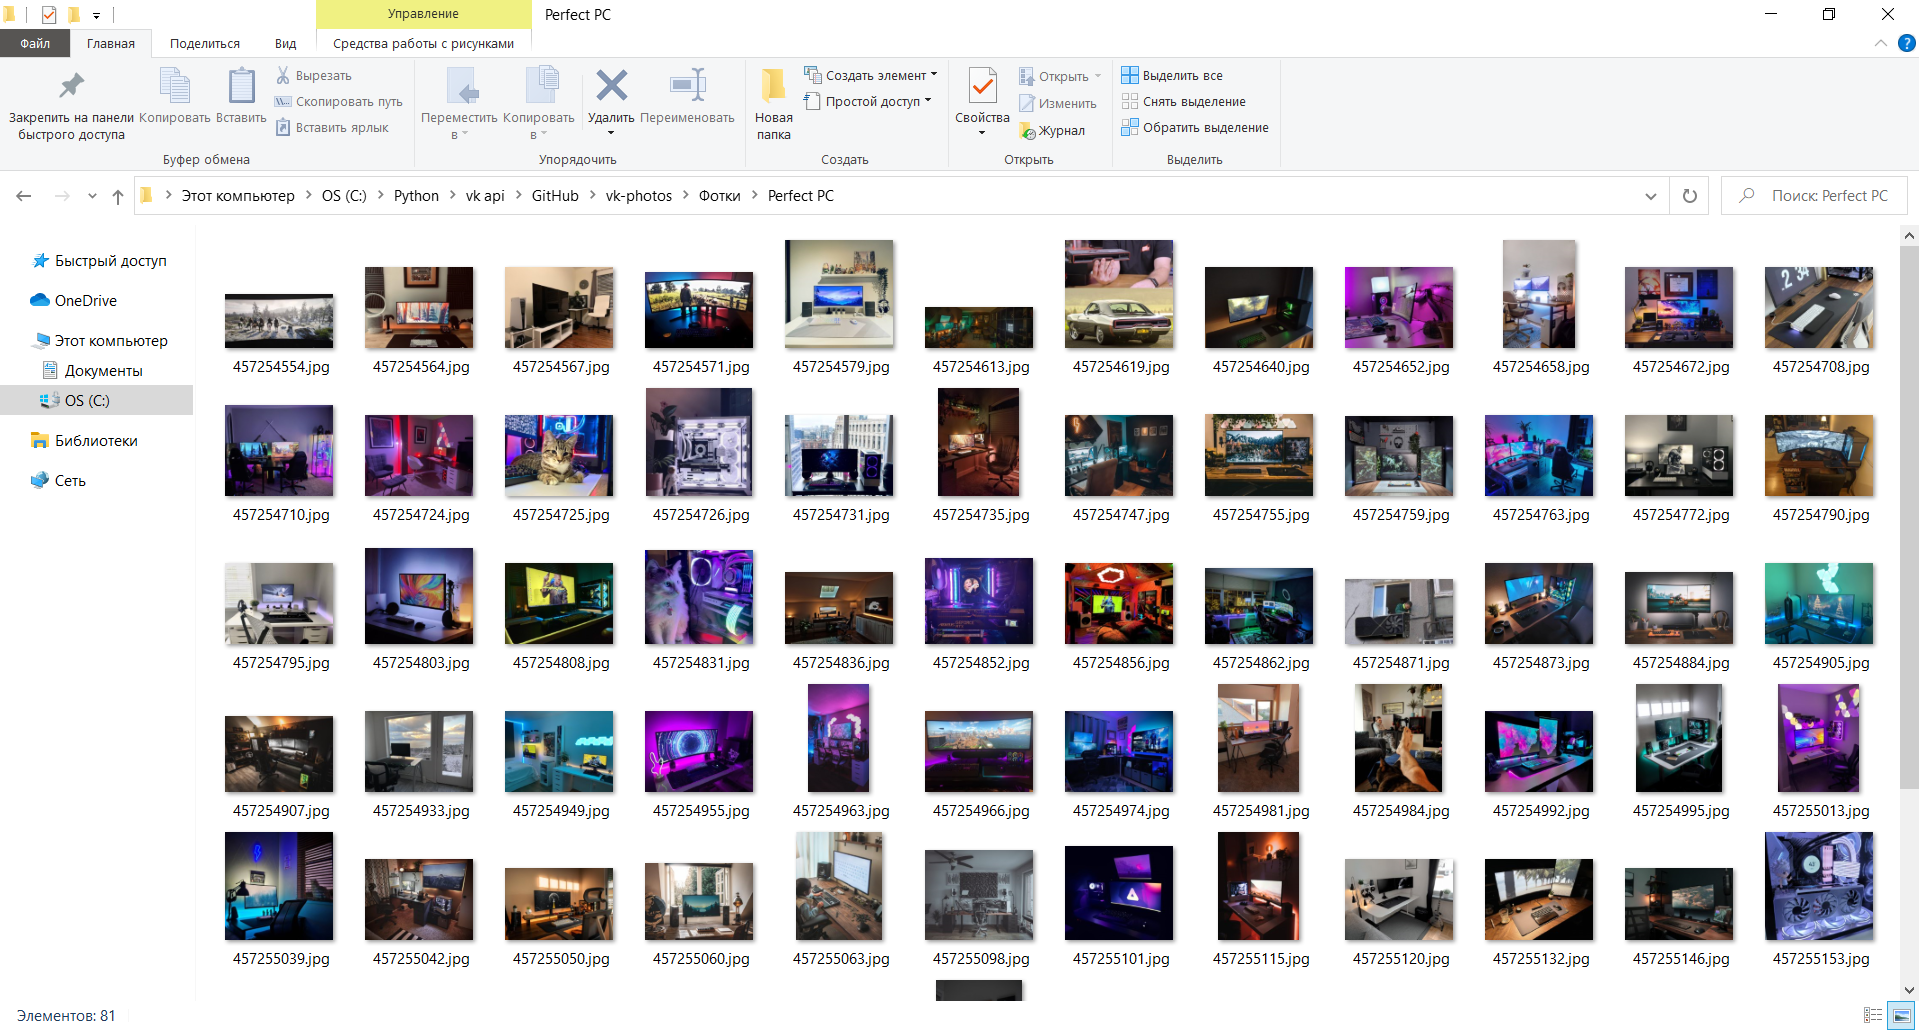 Управление
Perfect PC
Файл
Главная
Поделиться
Вид
Средства работы с рисунками
Закрепить на панели быстрого доступа
Копировать
Вставить
Вырезать
Скопировать путь
Вставить ярлык
Буфер обмена
Переместить в
Копировать в
Удалить
Переименовать
Упорядочить
Новая папка
Создать элемент
Простой доступ
Создать
Свойства
Открыть
Изменить
Журнал
Открыть
Выделить все
Снять выделение
Обратить выделение
Выделить
Этот компьютер > OS (C:) > Python > vk api > GitHub > vk-photos > Фотки > Perfect PC
Поиск: Perfect PC
Быстрый доступ
OneDrive
Этот компьютер
Документы
OS (C:)
Библиотеки
Сеть
457254554.jpg 457254564.jpg 457254567.jpg 457254571.jpg 457254579.jpg 457254613.jpg 457254619.jpg 457254640.jpg 457254652.jpg 457254658.jpg 457254672.jpg 457254708.jpg
457254710.jpg 457254724.jpg 457254725.jpg 457254726.jpg 457254731.jpg 457254735.jpg 457254747.jpg 457254755.jpg 457254759.jpg 457254763.jpg 457254772.jpg 457254790.jpg
457254795.jpg 457254803.jpg 457254808.jpg 457254831.jpg 457254836.jpg 457254852.jpg 457254856.jpg 457254862.jpg 457254871.jpg 457254873.jpg 457254884.jpg 457254905.jpg
457254907.jpg 457254933.jpg 457254949.jpg 457254955.jpg 457254963.jpg 457254966.jpg 457254974.jpg 457254981.jpg 457254984.jpg 457254992.jpg 457254995.jpg 457255013.jpg
457255039.jpg 457255042.jpg 457255050.jpg 457255060.jpg 457255063.jpg 457255098.jpg 457255101.jpg 457255115.jpg 457255120.jpg 457255132.jpg 457255146.jpg 457255153.jpg
Элементов: 81